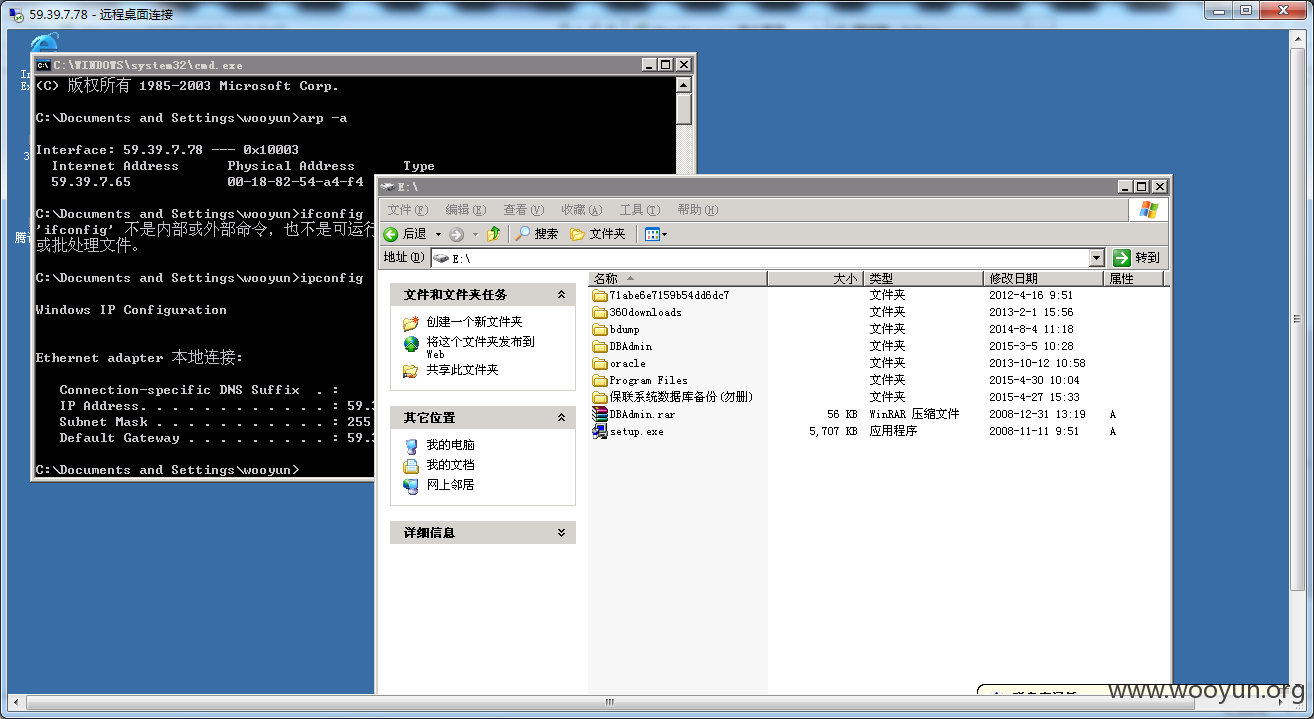 59.39.7.78 - 远程桌面连接
C:\WINDOWS\system32\cmd.exe
(C) 版权所有 1985-2003 Microsoft Corp.
C:\Documents and Settings\wooyun>arp -a
Interface: 59.39.7.78 --- 0x10003
Internet Address Physical Address Type
59.39.7.65 00-18-82-54-a4-f4
C:\Documents and Settings\wooyun>ifconfig
'ifconfig' 不是内部或外部命令，也不是可运行
或批处理文件。
C:\Documents and Settings\wooyun>ipconfig
Windows IP Configuration
Ethernet adapter 本地连接:
Connection-specific DNS Suffix . :
IP Address. . . . . . . . . . . . : 59.3
Subnet Mask . . . . . . . . . . . : 255
Default Gateway . . . . . . . . . : 59.3
C:\Documents and Settings\wooyun>
E:\
文件(F) 编辑(E) 查看(V) 收藏(A) 工具(T) 帮助(H)
后退 搜索 文件夹
地址(D) E:\ 转到
文件和文件夹任务
创建一个新文件夹
将这个文件夹发布到
Web
共享此文件夹
其它位置
我的电脑
我的文档
网上邻居
详细信息
名称 大小 类型 修改日期 属性
71abe6e7159b54dd6dc7 文件夹 2012-4-16 9:51
360downloads 文件夹 2013-2-1 15:56
bdump 文件夹 2014-8-4 11:18
DBAdmin 文件夹 2015-3-5 10:28
oracle 文件夹 2013-10-12 10:58
Program Files 文件夹 2015-4-30 10:04
保联系统数据库备份(勿删) 文件夹 2015-4-27 15:33
DBAdmin.rar 56 KB WinRAR 压缩文件 2008-12-31 13:19 A
setup.exe 5,707 KB 应用程序 2008-11-11 9:51 A
www.wooyun.org